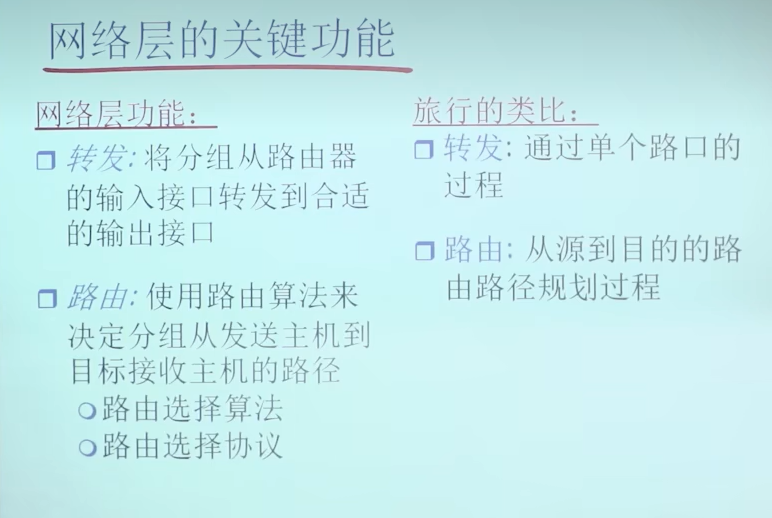 网络层的关键功能
网络层功能：
转发: 将分组从路由器
的输入接口转发到合适
的输出接口
路由: 使用路由算法来
决定分组从发送主机到
目标接收主机的路径
路由选择算法
路由选择协议
旅行的类比：
转发: 通过单个路口的
过程
路由: 从源到目的的路
由路径规划过程